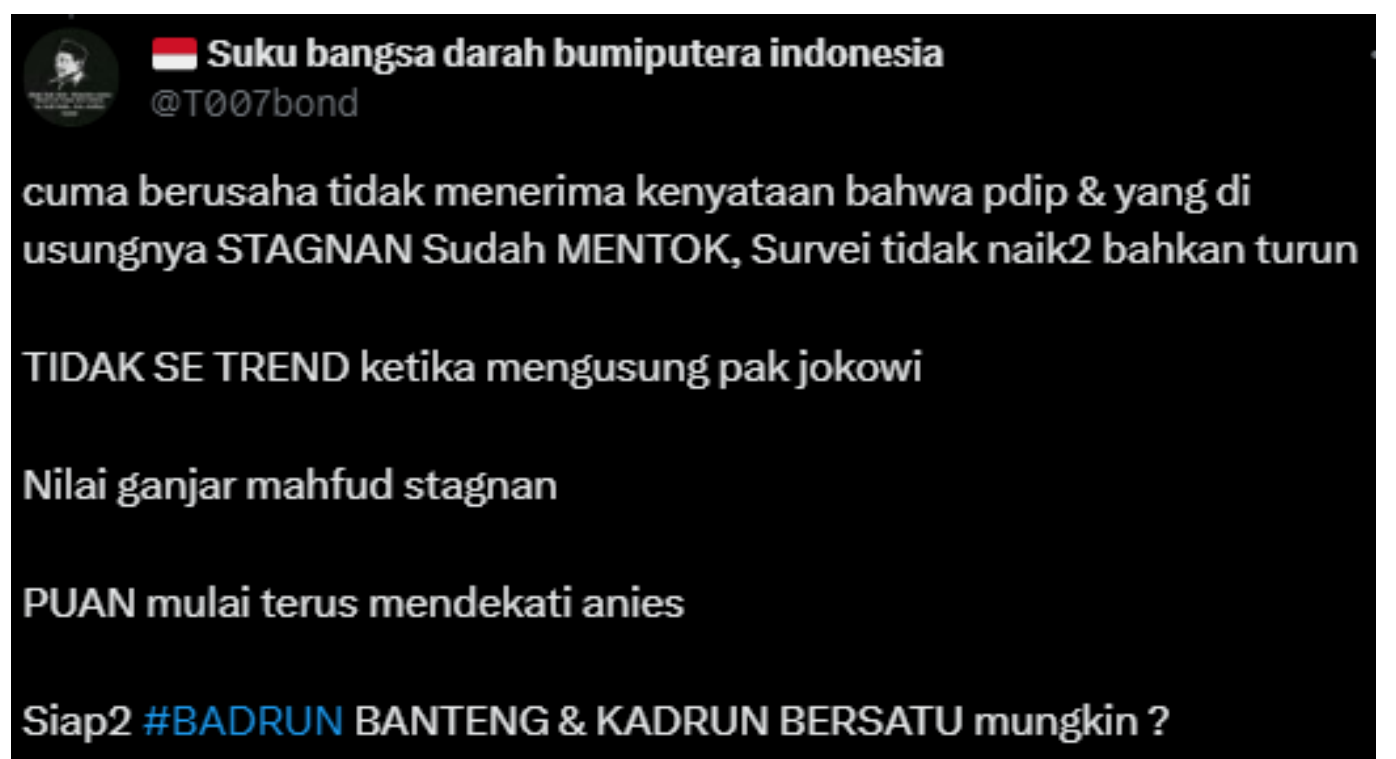 Suku bangsa darah bumiputera indonesia
@T007bond
cuma berusaha tidak menerima kenyataan bahwa pdip & yang di
usungnya STAGNAN Sudah MENTOK, Survei tidak naik2 bahkan turun
TIDAK SE TREND ketika mengusung pak jokowi
Nilai ganjar mahfud stagnan
PUAN mulai terus mendekati anies
Siap2 #BADRUN BANTENG & KADRUN BERSATU mungkin ?